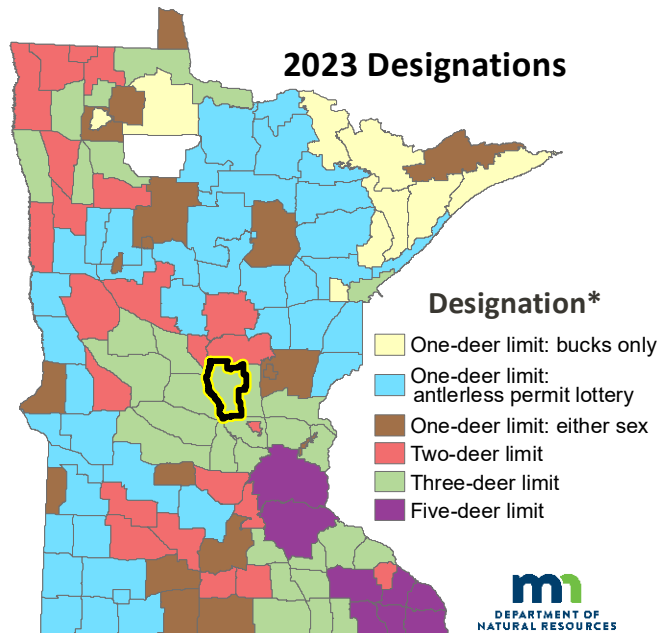 2023 Designations
Designation*
One-deer limit: bucks only
One-deer limit:
antlerless permit lottery
One-deer limit: either sex
Two-deer limit
Three-deer limit
Five-deer limit
mn
DEPARTMENT OF
NATURAL RESOURCES